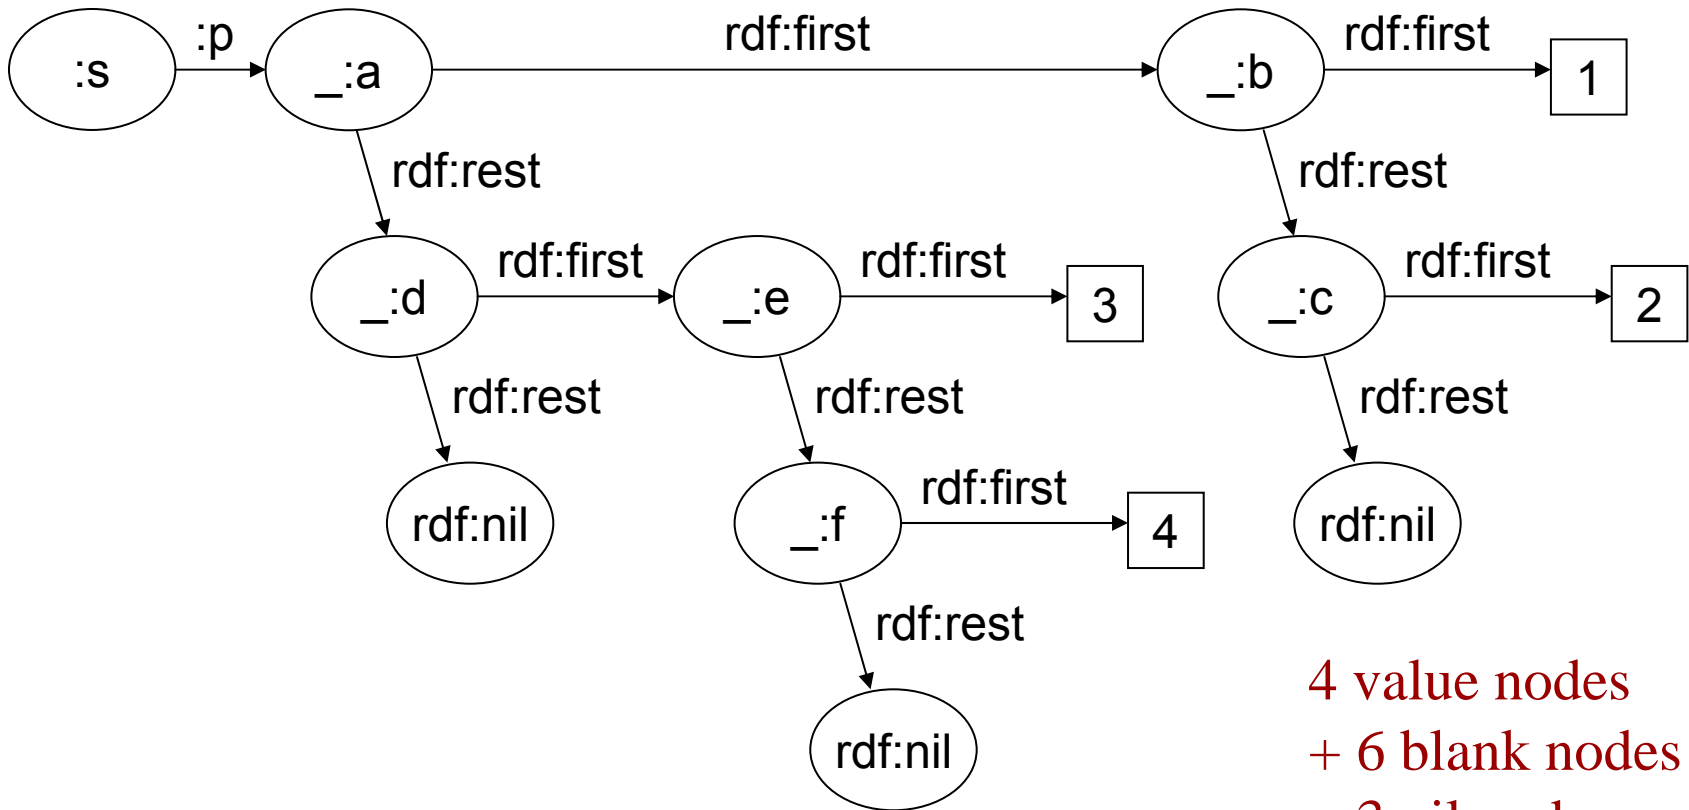 :s :p _:a rdf:first _:b rdf:first 1
rdf:rest rdf:rest
_:d rdf:first _:e rdf:first 3 _:c rdf:first 2
rdf:rest rdf:rest rdf:rest
rdf:nil _:f rdf:first 4 rdf:nil
rdf:rest
rdf:nil
4 value nodes
+ 6 blank nodes